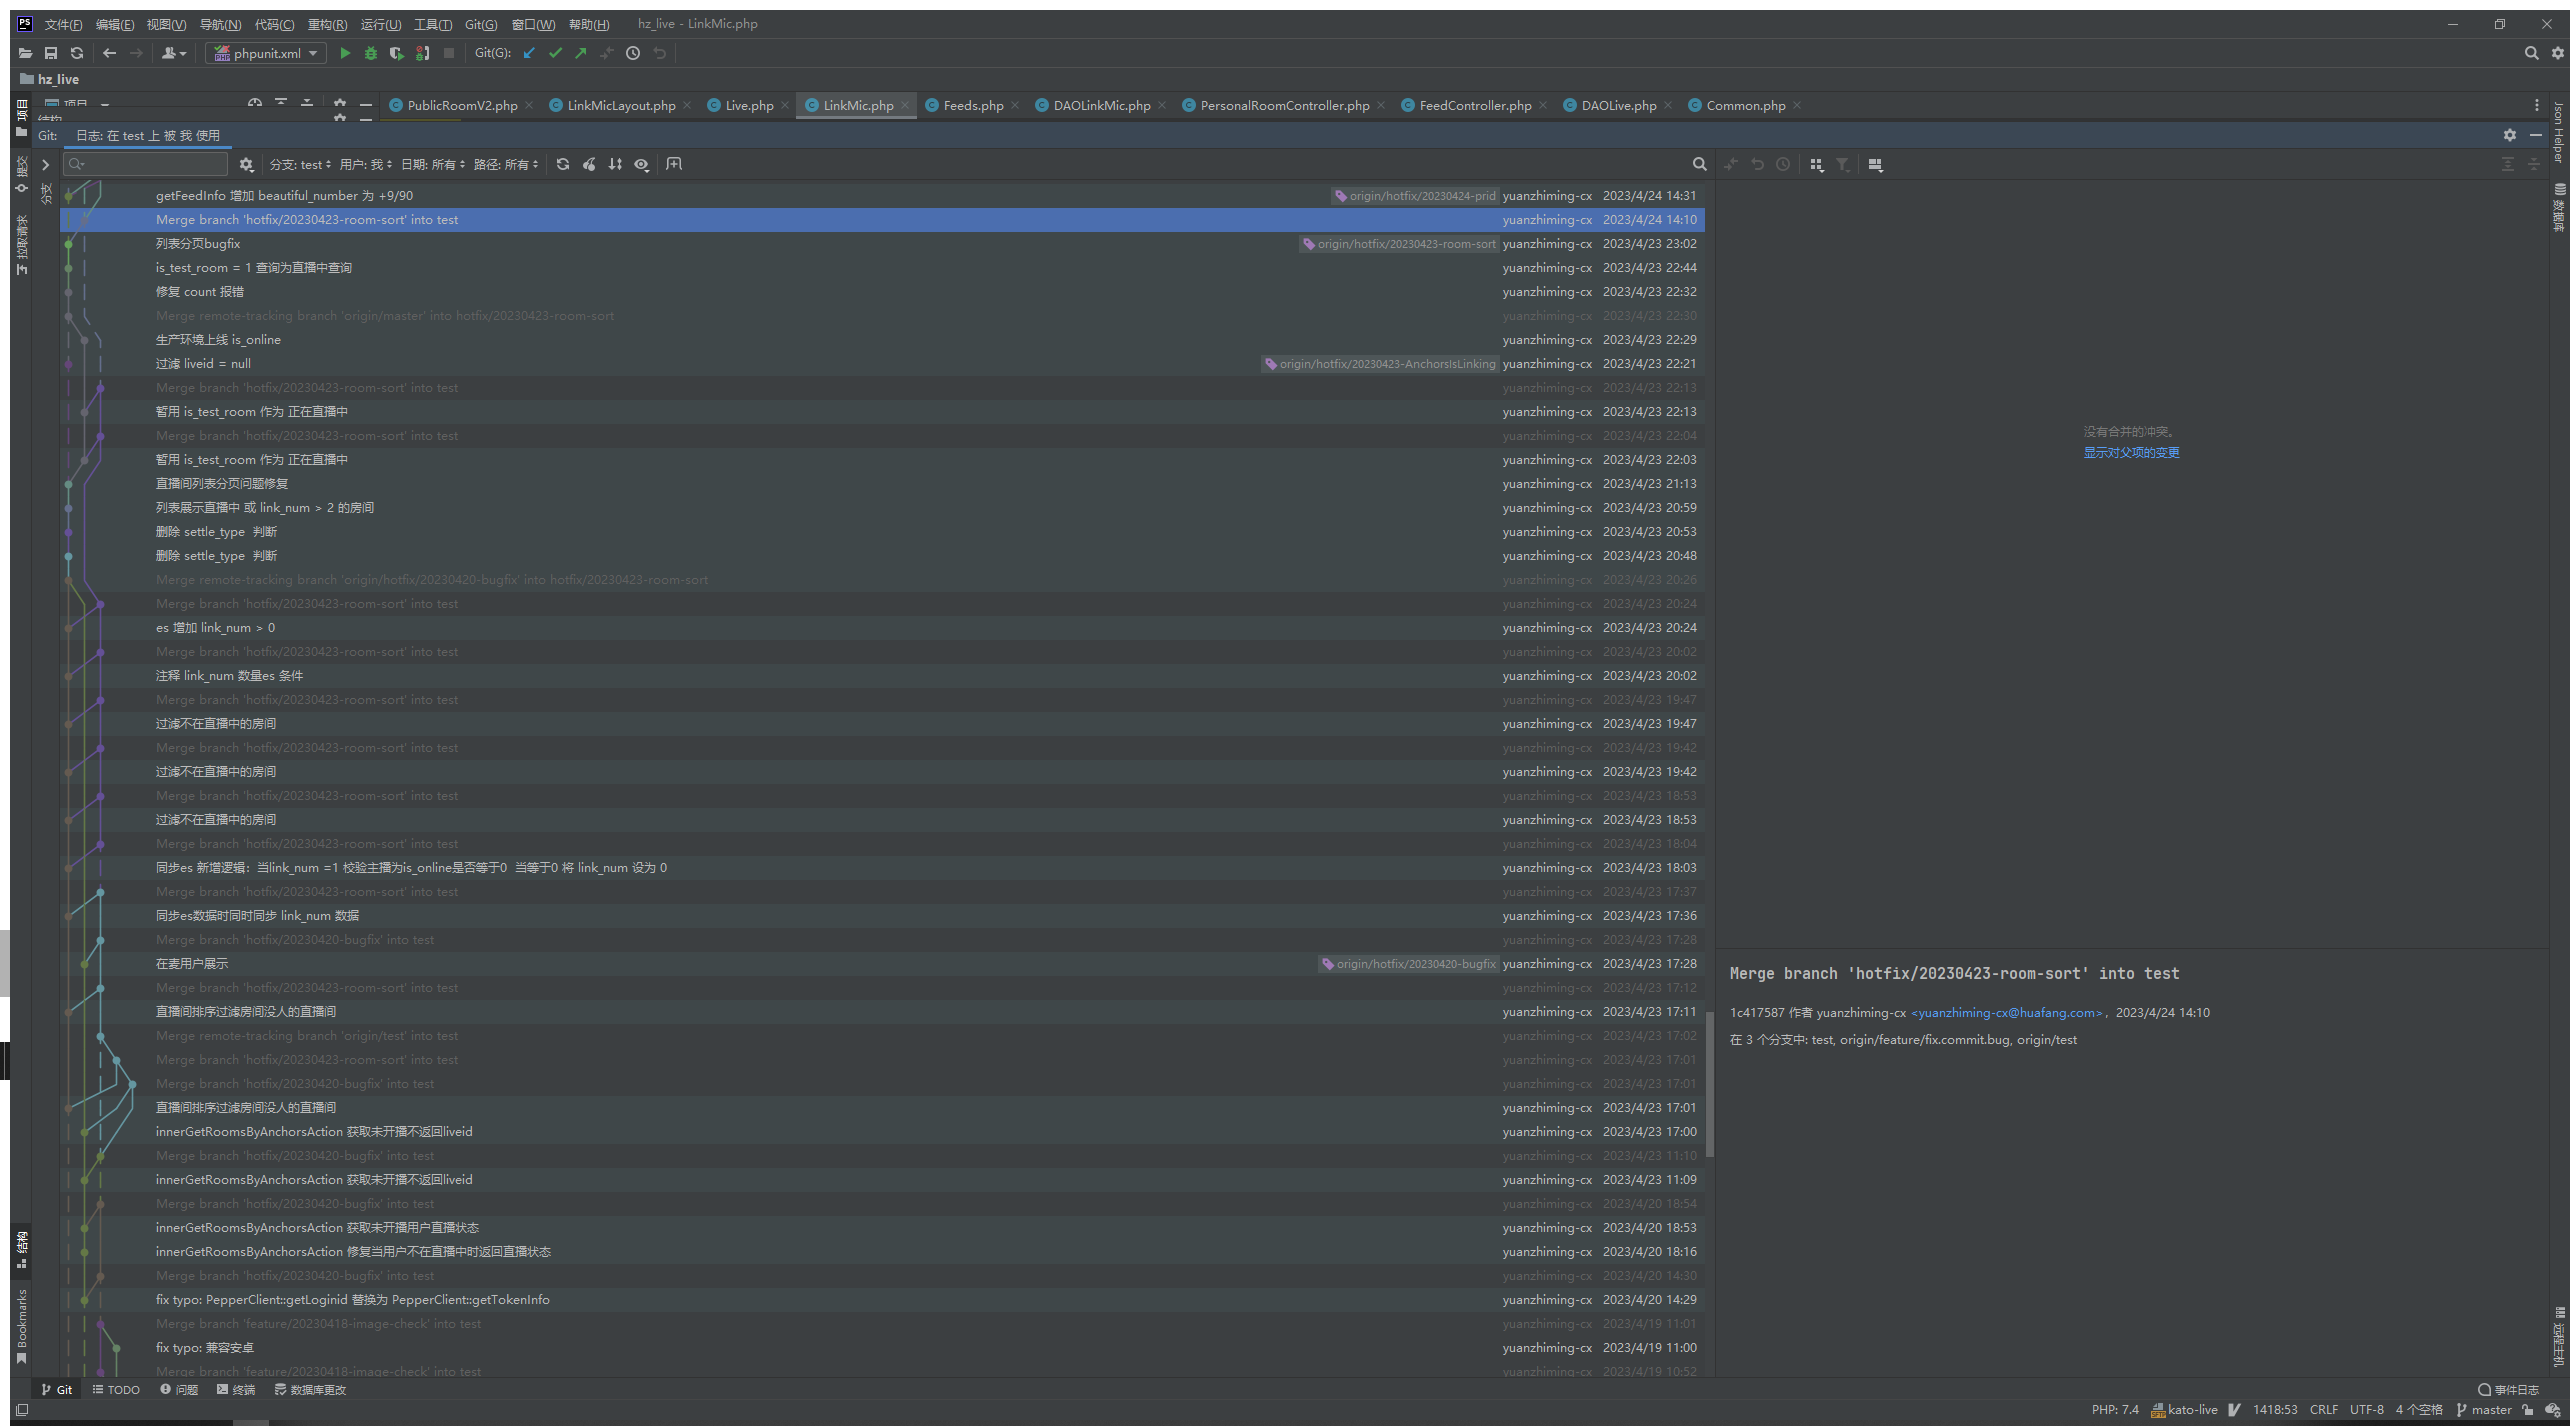 文件(F) 编辑(E) 视图(V) 导航(N) 代码(C) 重构(R) 运行(U) 工具(T) Git(G) 窗口(W) 帮助(H) hz_live - LinkMic.php
phpunit.xml Git(G):
hz_live
项目 PublicRoomV2.php LinkMicLayout.php Live.php LinkMic.php Feeds.php DAOLinkMic.php PersonalRoomController.php FeedController.php DAOLive.php Common.php
结构
Git: 日志: 在 test 上 被 我 使用
分支: test 用户: 我 日期: 所有 路径: 所有
getFeedInfo 增加 beautiful_number 为 +9/90 origin/hotfix/20230424-prid yuanzhiming-cx 2023/4/24 14:31
Merge branch 'hotfix/20230423-room-sort' into test yuanzhiming-cx 2023/4/24 14:10
列表分页bugfix origin/hotfix/20230423-room-sort yuanzhiming-cx 2023/4/23 23:02
is_test_room = 1 查询为直播中查询 yuanzhiming-cx 2023/4/23 22:44
修复 count 报错 yuanzhiming-cx 2023/4/23 22:32
Merge remote-tracking branch 'origin/master' into hotfix/20230423-room-sort yuanzhiming-cx 2023/4/23 22:30
生产环境上线 is_online yuanzhiming-cx 2023/4/23 22:29
过滤 liveid = null origin/hotfix/20230423-AnchorsIsLinking yuanzhiming-cx 2023/4/23 22:21
Merge branch 'hotfix/20230423-room-sort' into test yuanzhiming-cx 2023/4/23 22:13
暂用 is_test_room 作为 正在直播中 yuanzhiming-cx 2023/4/23 22:13
Merge branch 'hotfix/20230423-room-sort' into test yuanzhiming-cx 2023/4/23 22:04
暂用 is_test_room 作为 正在直播中 yuanzhiming-cx 2023/4/23 22:03
直播间列表分页问题修复 yuanzhiming-cx 2023/4/23 21:13
列表展示直播中 或 link_num > 2 的房间 yuanzhiming-cx 2023/4/23 20:59
删除 settle_type 判断 yuanzhiming-cx 2023/4/23 20:53
删除 settle_type 判断 yuanzhiming-cx 2023/4/23 20:48
Merge remote-tracking branch 'origin/hotfix/20230420-bugfix' into hotfix/20230423-room-sort yuanzhiming-cx 2023/4/23 20:26
Merge branch 'hotfix/20230423-room-sort' into test yuanzhiming-cx 2023/4/23 20:24
es 增加 link_num > 0 yuanzhiming-cx 2023/4/23 20:24
Merge branch 'hotfix/20230423-room-sort' into test yuanzhiming-cx 2023/4/23 20:02
注释 link_num 数量es 条件 yuanzhiming-cx 2023/4/23 20:02
Merge branch 'hotfix/20230423-room-sort' into test yuanzhiming-cx 2023/4/23 19:47
过滤不在直播中的房间 yuanzhiming-cx 2023/4/23 19:47
Merge branch 'hotfix/20230423-room-sort' into test yuanzhiming-cx 2023/4/23 19:42
过滤不在直播中的房间 yuanzhiming-cx 2023/4/23 19:42
Merge branch 'hotfix/20230423-room-sort' into test yuanzhiming-cx 2023/4/23 18:53
过滤不在直播中的房间 yuanzhiming-cx 2023/4/23 18:53
Merge branch 'hotfix/20230423-room-sort' into test yuanzhiming-cx 2023/4/23 18:04
同步es 新增逻辑：当link_num =1 校验主播为is_online是否等于0 当等于0 将 link_num 设为 0 yuanzhiming-cx 2023/4/23 18:03
Merge branch 'hotfix/20230423-room-sort' into test yuanzhiming-cx 2023/4/23 17:37
同步es数据时同时同步 link_num 数据 yuanzhiming-cx 2023/4/23 17:36
Merge branch 'hotfix/20230420-bugfix' into test yuanzhiming-cx 2023/4/23 17:28
在麦用户展示 origin/hotfix/20230420-bugfix yuanzhiming-cx 2023/4/23 17:28
Merge branch 'hotfix/20230423-room-sort' into test yuanzhiming-cx 2023/4/23 17:12
直播间排序过滤房间没人的直播间 yuanzhiming-cx 2023/4/23 17:11
Merge remote-tracking branch 'origin/test' into test yuanzhiming-cx 2023/4/23 17:02
Merge branch 'hotfix/20230423-room-sort' into test yuanzhiming-cx 2023/4/23 17:01
Merge branch 'hotfix/20230420-bugfix' into test yuanzhiming-cx 2023/4/23 17:01
直播间排序过滤房间没人的直播间 yuanzhiming-cx 2023/4/23 17:01
innerGetRoomsByAnchorsAction 获取未开播不返回liveid yuanzhiming-cx 2023/4/23 17:00
Merge branch 'hotfix/20230420-bugfix' into test yuanzhiming-cx 2023/4/23 11:10
innerGetRoomsByAnchorsAction 获取未开播不返回liveid yuanzhiming-cx 2023/4/23 11:09
Merge branch 'hotfix/20230420-bugfix' into test yuanzhiming-cx 2023/4/20 18:54
innerGetRoomsByAnchorsAction 获取未开播用户直播状态 yuanzhiming-cx 2023/4/20 18:53
innerGetRoomsByAnchorsAction 修复当用户不在直播中时返回直播状态 yuanzhiming-cx 2023/4/20 18:16
Merge branch 'hotfix/20230420-bugfix' into test yuanzhiming-cx 2023/4/20 14:30
fix typo: PepperClient::getLoginid 替换为 PepperClient::getTokenInfo yuanzhiming-cx 2023/4/20 14:29
Merge branch 'feature/20230418-image-check' into test yuanzhiming-cx 2023/4/19 11:01
fix typo: 兼容安卓 yuanzhiming-cx 2023/4/19 11:00
Merge branch 'feature/20230418-image-check' into test yuanzhiming-cx 2023/4/19 10:52
没有合并的冲突。
显示对父项的变更
Merge branch 'hotfix/20230423-room-sort' into test
1c417587 作者 yuanzhiming-cx <yuanzhiming-cx@huafang.com>，2023/4/24 14:10
在 3 个分支中: test, origin/feature/fix.commit.bug, origin/test
项目
提交
拉取请求
分支
结构
Bookmarks
Json Helper
数据库
远程主机
Git TODO 问题 终端 数据库更改 事件日志
PHP: 7.4 kato-live 1418:53 CRLF UTF-8 4 个空格 master